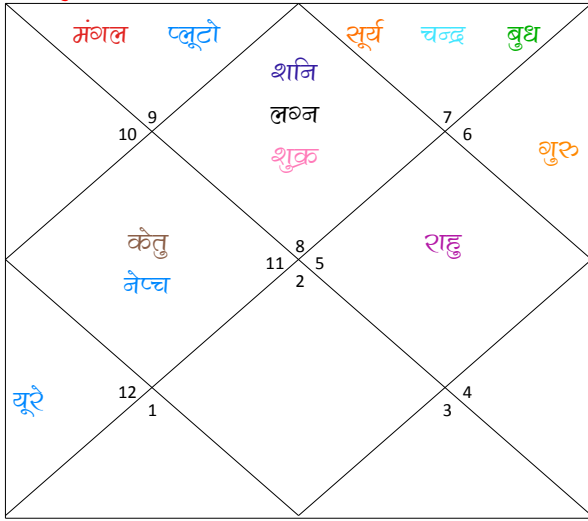 मंगल प्लूटो सूर्य चन्द्र बुध
शनि
लग्न
शुक्र
9 7
10 6
गुरु
केतु राहु
8
11 5
2
नेप्च
यूरे
12 4
1 3